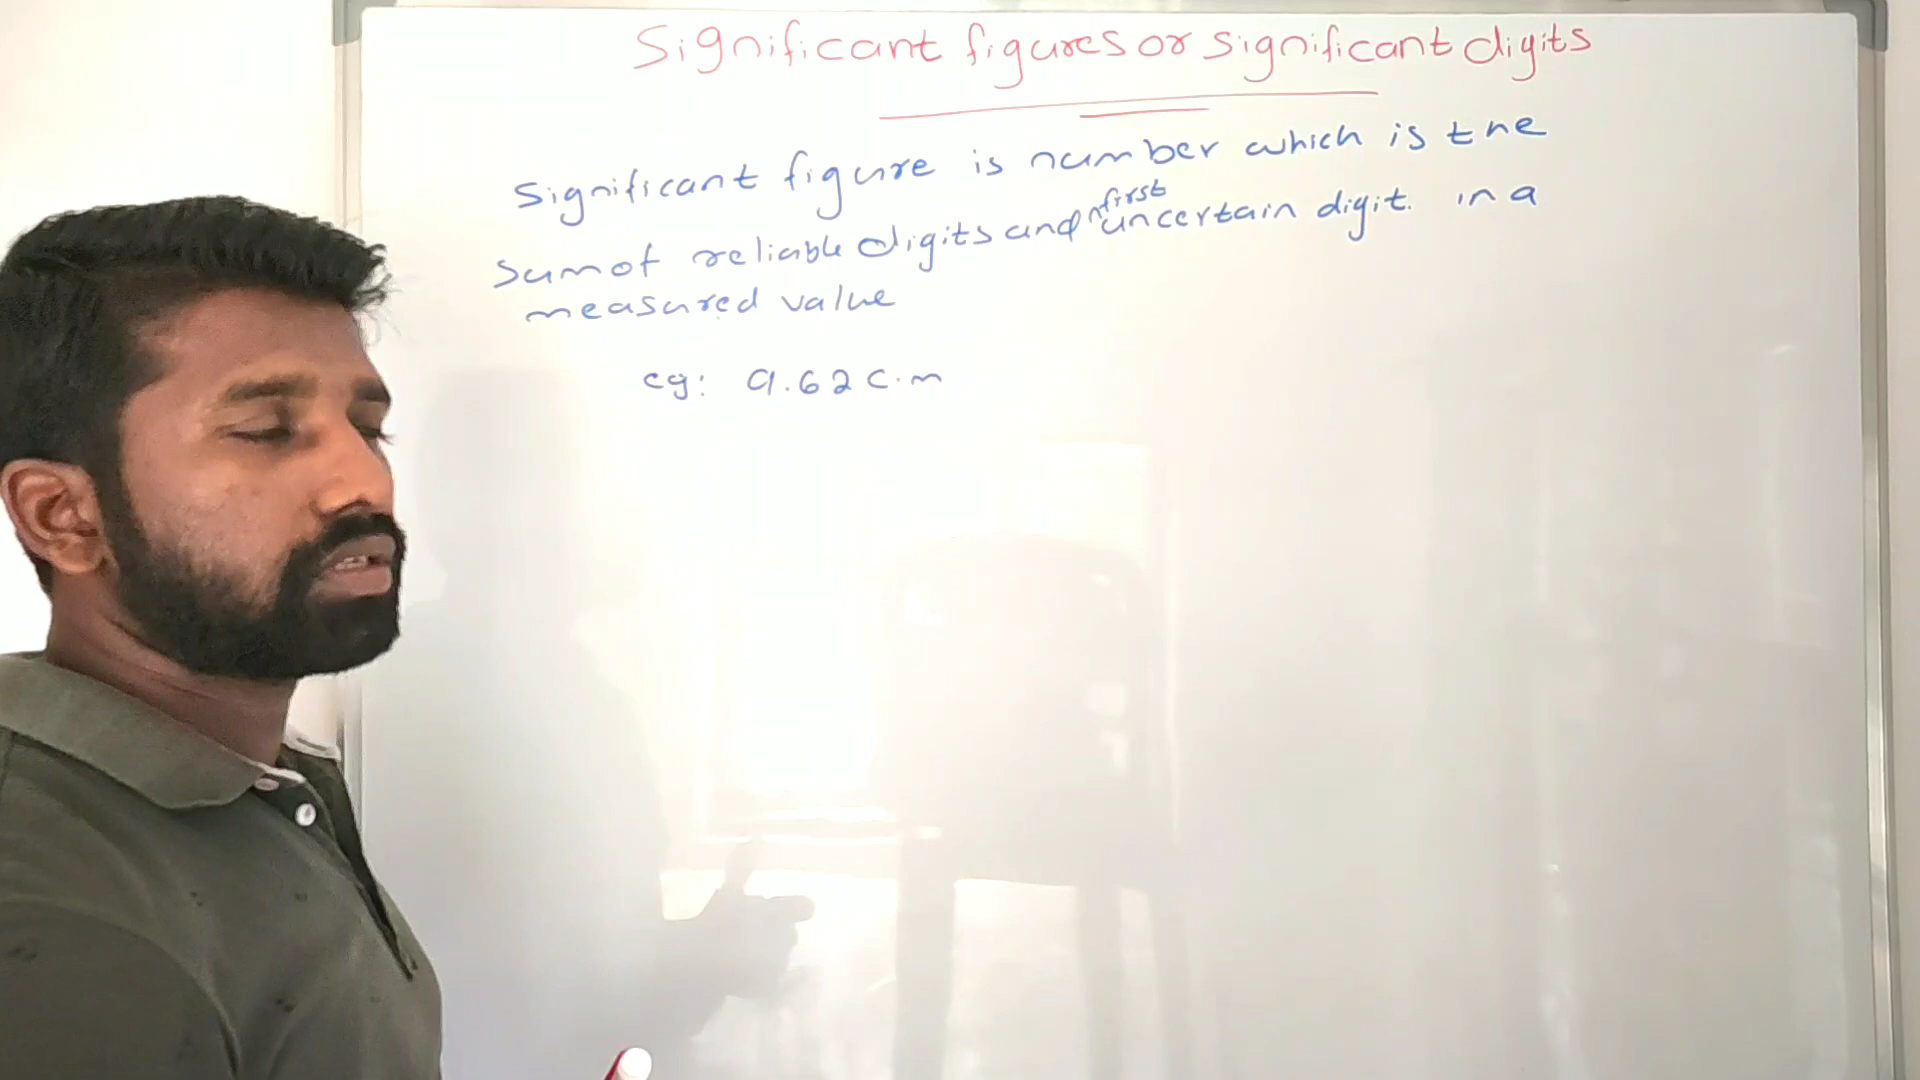 Significant figures or significant digits
Significant figure is number which is the
sum of reliable digits and first uncertain digit. in a
measured value
eg: 9.62 c.m